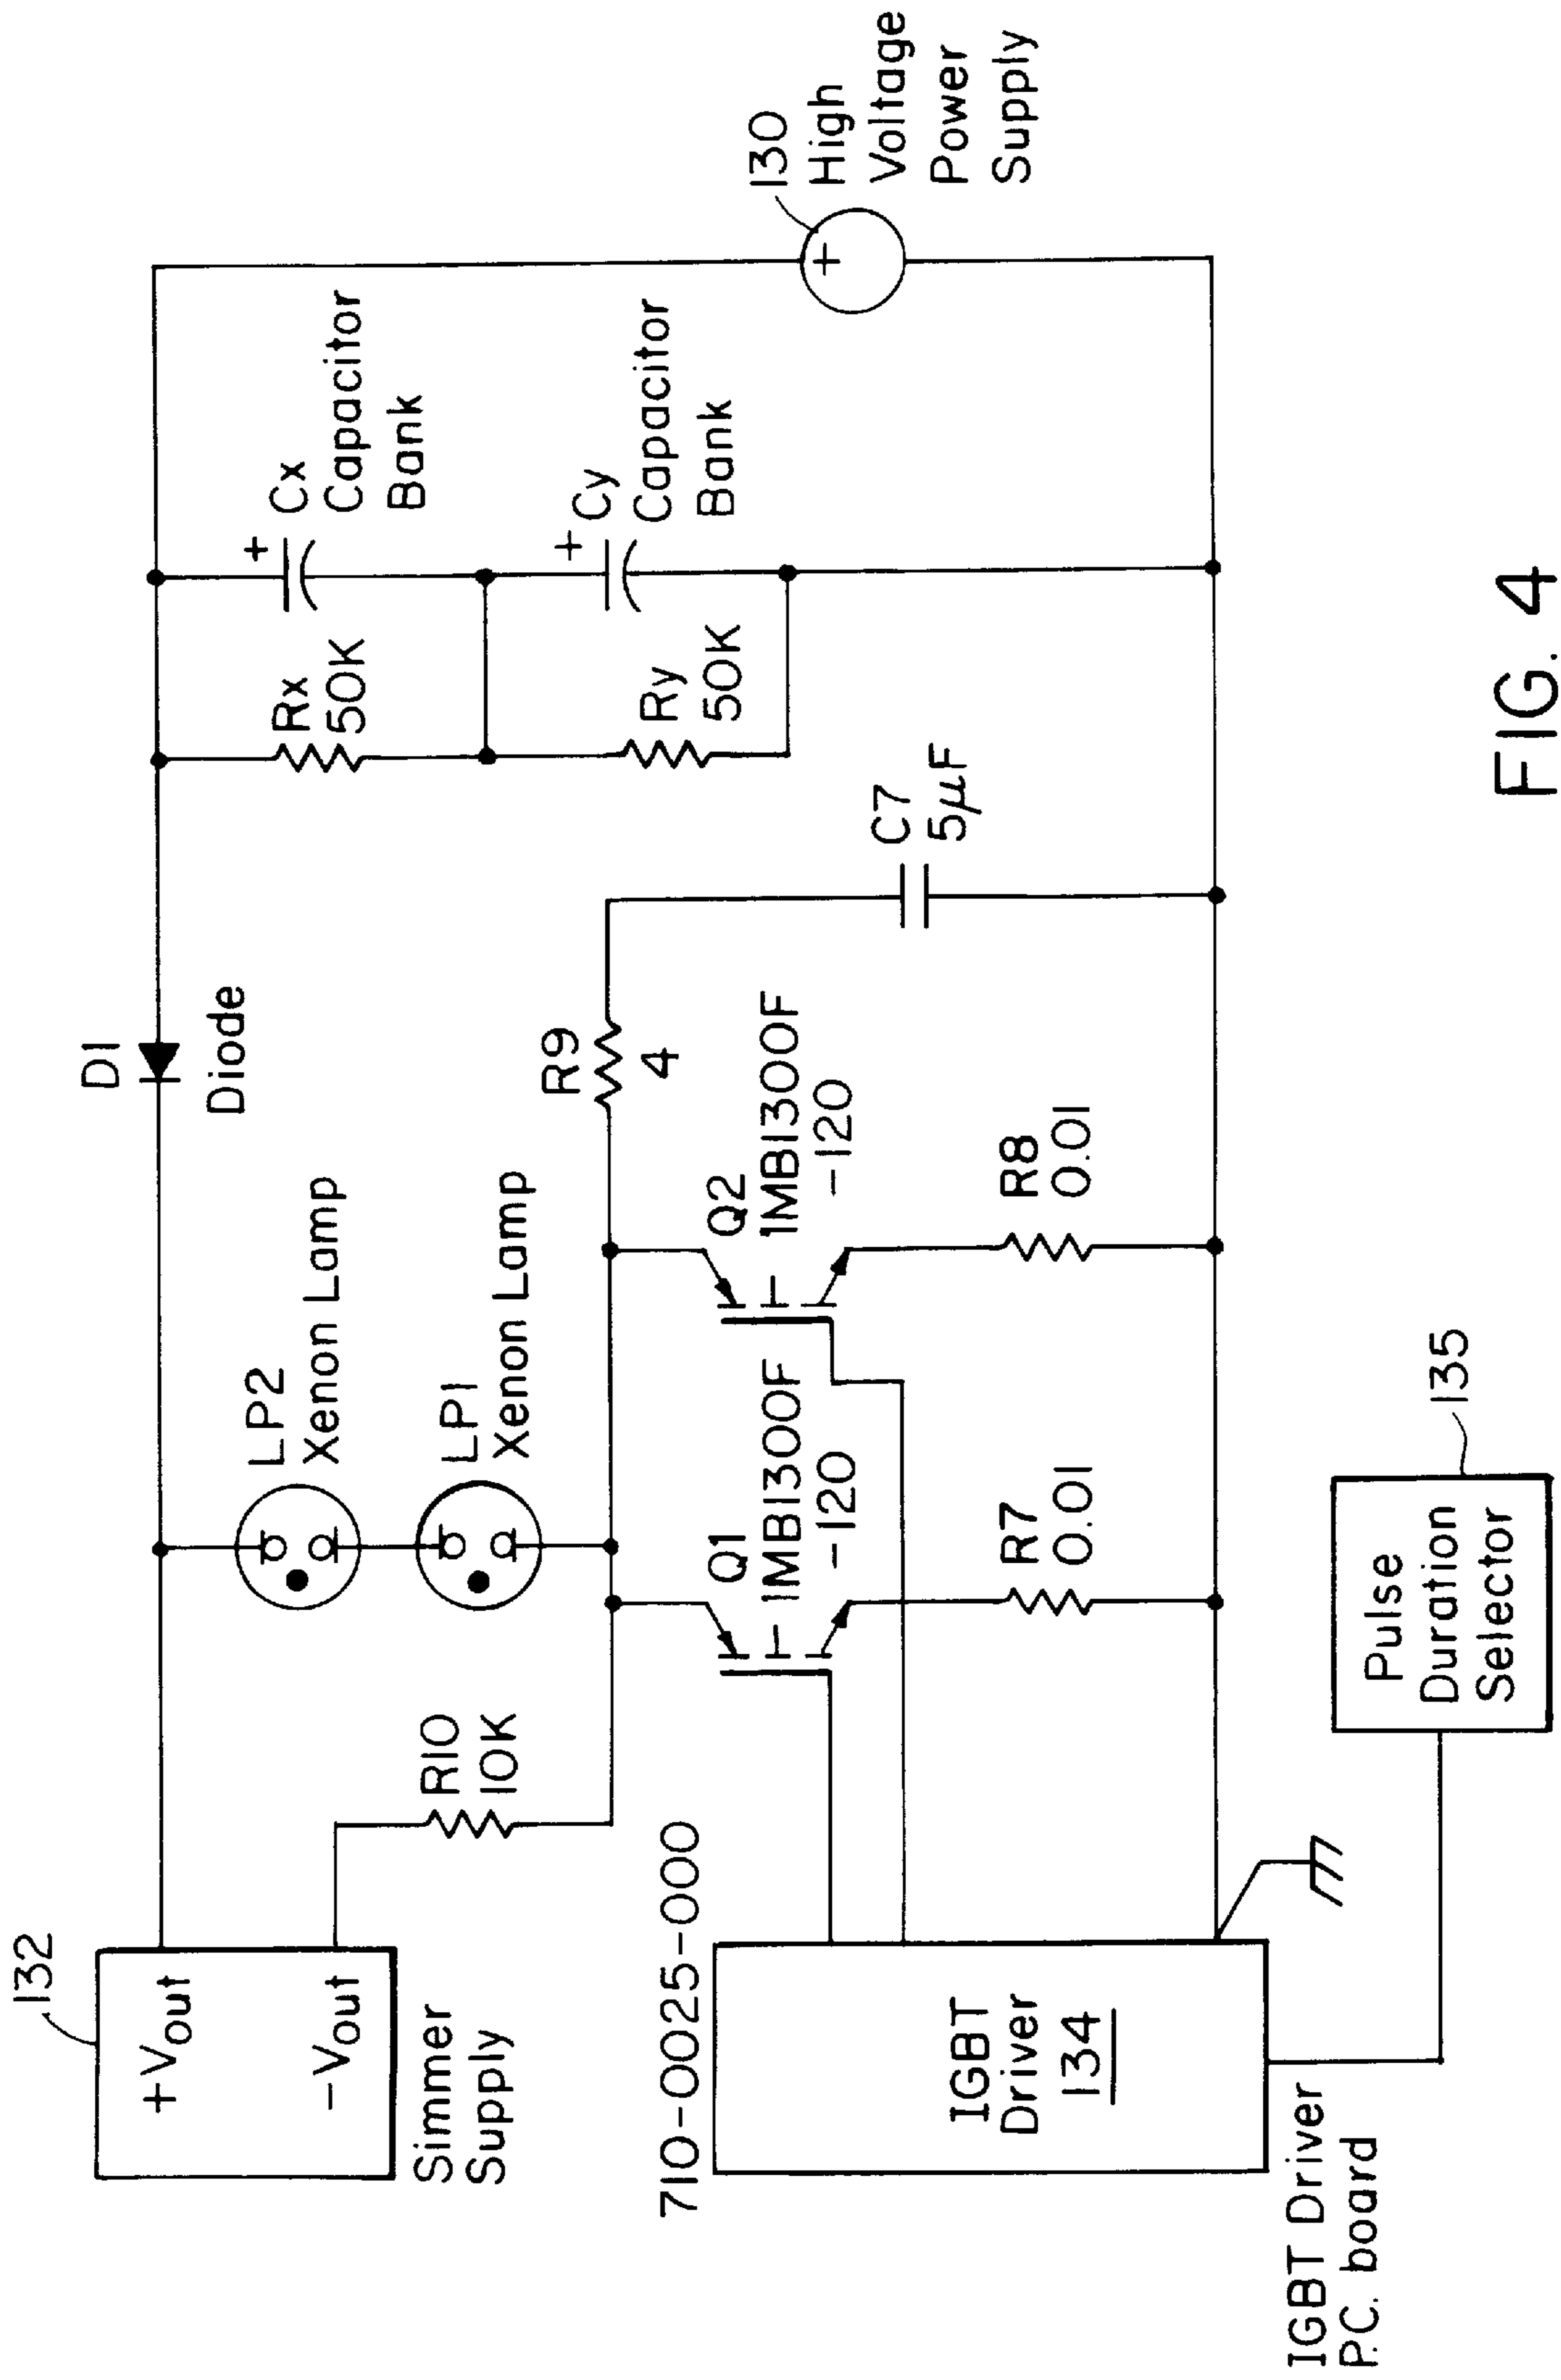 132
+Vout
−Vout
Simmer
Supply
R10
10K
LP2
Xenon Lamp
LP1
Xenon Lamp
D1
Diode
Rx
50K
+
Cx
Capacitor
Bank
Ry
50K
+
Cy
Capacitor
Bank
130
High
Voltage
Power
Supply
+
R9
4
C7
5μF
Q1
1MBI300F
-120
Q2
1MBI300F
-120
R7
0.01
R8
0.01
710-0025-000
IGBT
Driver
134
IGBT Driver
P.C. board
135
Pulse
Duration
Selector
FIG. 4